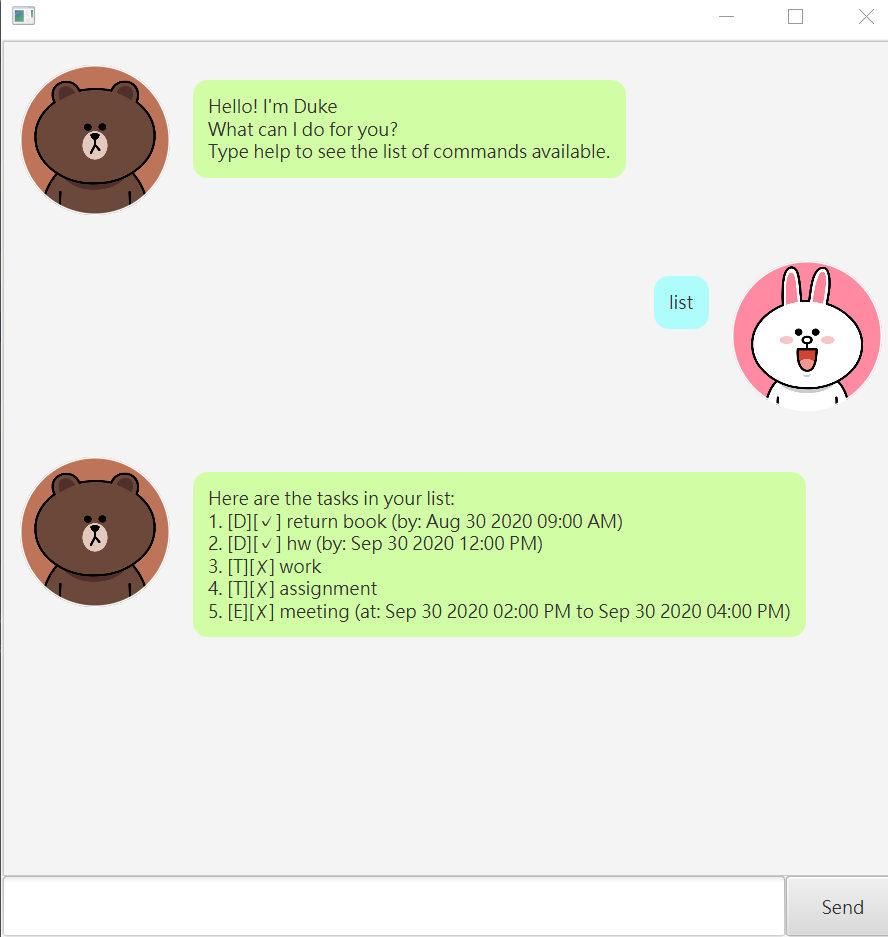 Hello! I'm Duke
What can I do for you?
Type help to see the list of commands available.
list
Here are the tasks in your list:
1. [D][✓] return book (by: Aug 30 2020 09:00 AM)
2. [D][✓] hw (by: Sep 30 2020 12:00 PM)
3. [T][✗] work
4. [T][✗] assignment
5. [E][✗] meeting (at: Sep 30 2020 02:00 PM to Sep 30 2020 04:00 PM)
Send